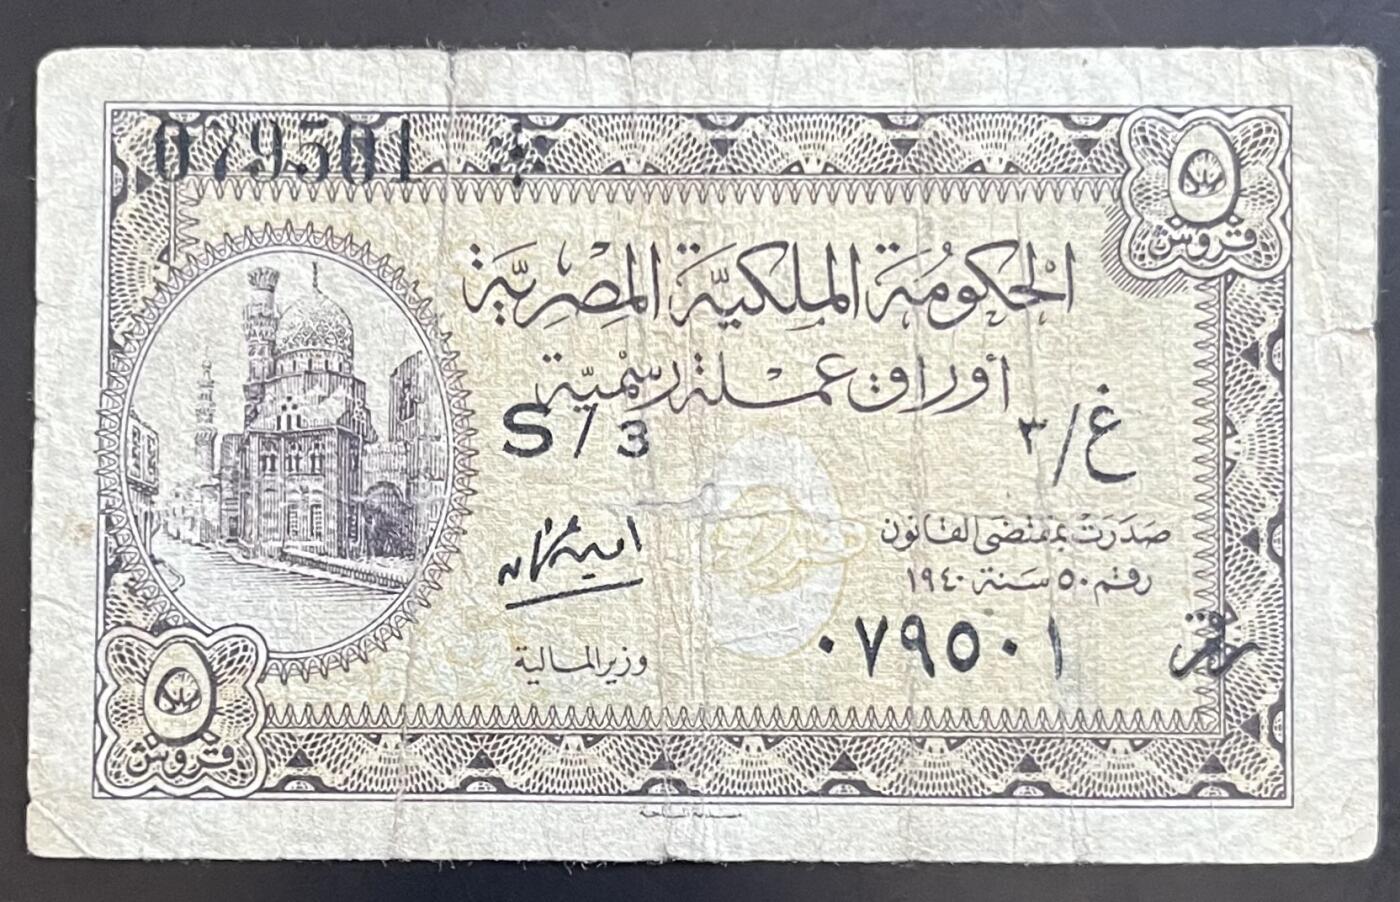 079501
٥
قروش
الحكومة الملكية المصرية
أوراق عملة رسمية
S/3
غ/٣
صدرت بمقتضى القانون
رقم ٥٠ سنة ١٩٤٠
رقم ٠٧٩٥٠١
وزير المالية
٥
قروش